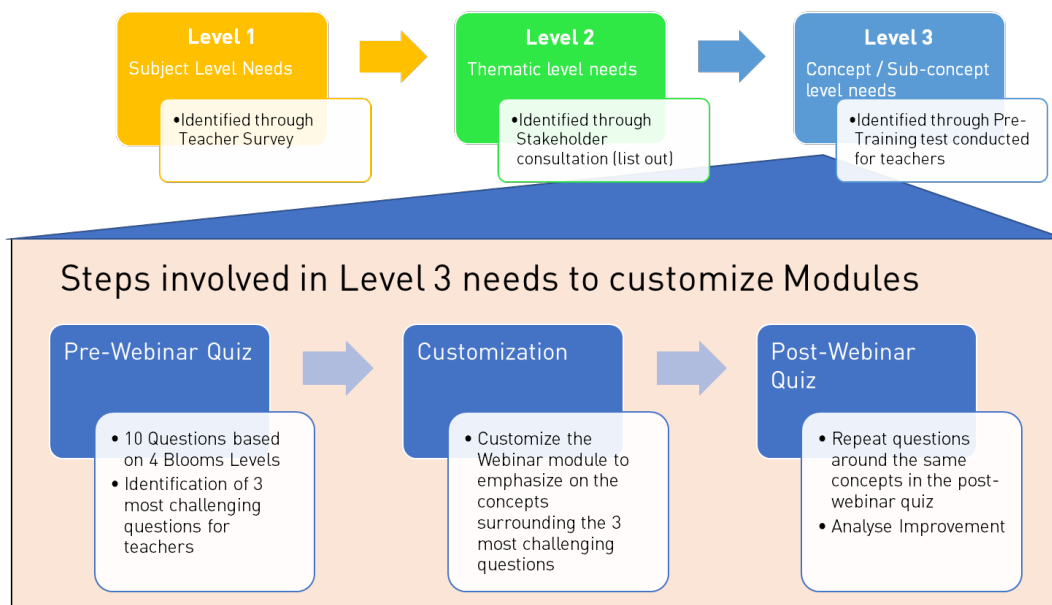 Level 1
Subject Level Needs
•Identified through
Teacher Survey
Level 2
Thematic level needs
•Identified through
Stakeholder
consultation (list out)
Level 3
Concept / Sub-concept
level needs
•Identified through Pre-
Training test conducted
for teachers
Steps involved in Level 3 needs to customize Modules
Pre-Webinar Quiz
• 10 Questions based
on 4 Blooms Levels
• Identification of 3
most challenging
questions for
teachers
Customization
• Customize the
Webinar module to
emphasize on the
concepts
surrounding the 3
most challenging
questions
Post-Webinar
Quiz
• Repeat questions
around the same
concepts in the post-
webinar quiz
• Analyse Improvement